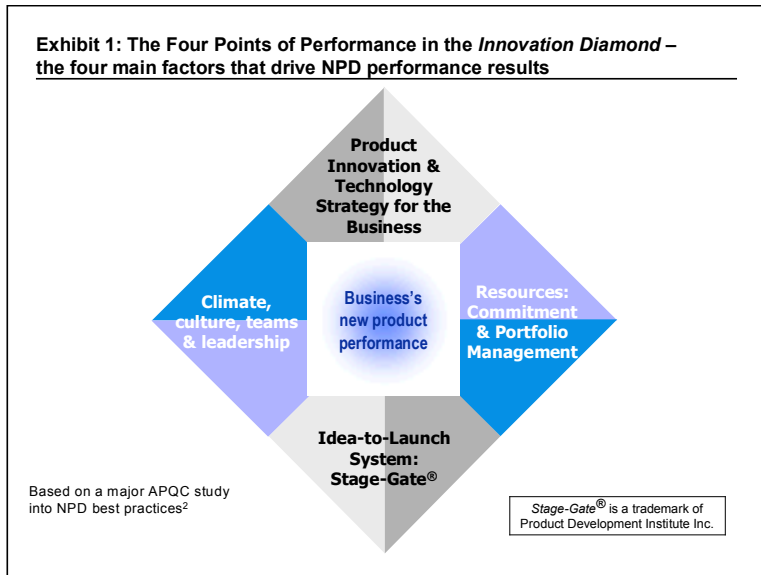 Exhibit 1: The Four Points of Performance in the Innovation Diamond –
the four main factors that drive NPD performance results
Product
Innovation &
Technology
Strategy for the
Business
Climate,
culture, teams
& leadership
Business's
new product
performance
Resources:
Commitment
& Portfolio
Management
Idea-to-Launch
System:
Stage-Gate®
Based on a major APQC study
into NPD best practices²
Stage-Gate® is a trademark of
Product Development Institute Inc.